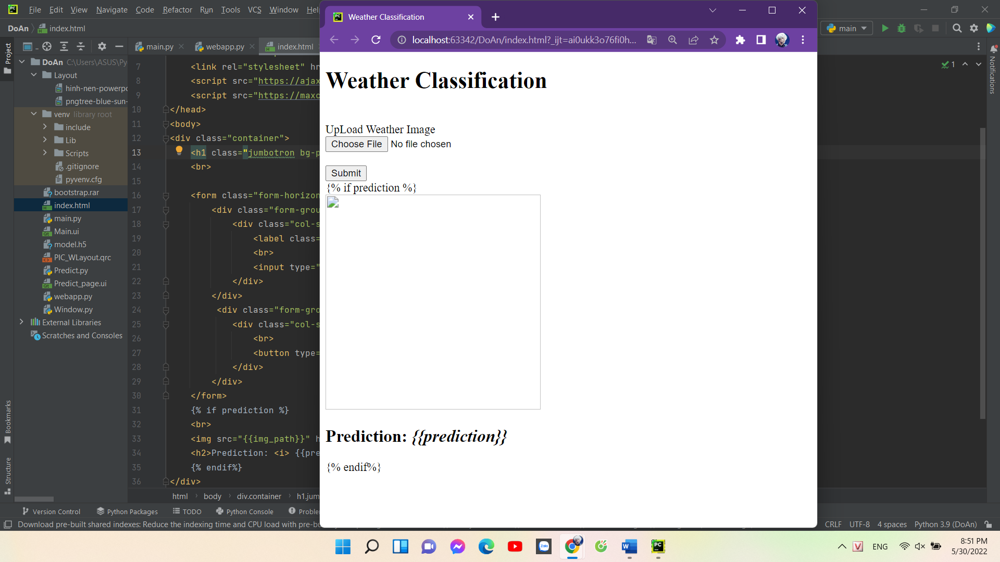 File Edit View Navigate Code Refactor Run Tools VCS Window Hel
DoAn index.html
main
Project
..
main.py
webapp.py
index.html
DoAn C:\Users\ASUS\Py
Layout
hinh-nen-powerpo
pngtree-blue-sun-
venv library root
include
Lib
Scripts
.gitignore
pyvenv.cfg
bootstrap.rar
index.html
main.py
Main.ui
model.h5
PIC_WLayout.qrc
Predict.py
Predict_page.ui
webapp.py
Window.py
External Libraries
Scratches and Consoles
Bookmarks
Structure
7 <link rel="stylesheet" hr
8 <script src="https://ajax
9 <script src="https://maxc
10 </head>
11 <body>
12 <div class="container">
13 <h1 class="jumbotron bg-p
14 <br>
15
16 <form class="form-horizon
17 <div class="form-grou
18 <div class="col-s
19 <label class=
20 <br>
21 <input type="
22 </div>
23 </div>
24 <div class="form-gro
25 <div class="col-s
26 <br>
27 <button type=
28 </div>
29 </div>
30 </form>
31 {% if prediction %}
32 <br>
33 <img src="{{img_path}}" h
34 <h2>Prediction: <i> {{pre
35 {% endif%}
36 </div>
html body div.container h1.jum
Weather Classification
localhost:63342/DoAn/index.html?_ijt=ai0ukk3o76fi0h...
Weather Classification
UpLoad Weather Image
Choose File No file chosen
Submit
{% if prediction %}
Prediction: {{prediction}}
{% endif%}
1
Notifications
Version Control Python Packages TODO Python Console Proble
Download pre-built shared indexes: Reduce the indexing time and CPU load with pre-bu
CRLF UTF-8 4 spaces Python 3.9 (DoAn)
Zalo
W
PC
V
ENG
8:51 PM
5/30/2022